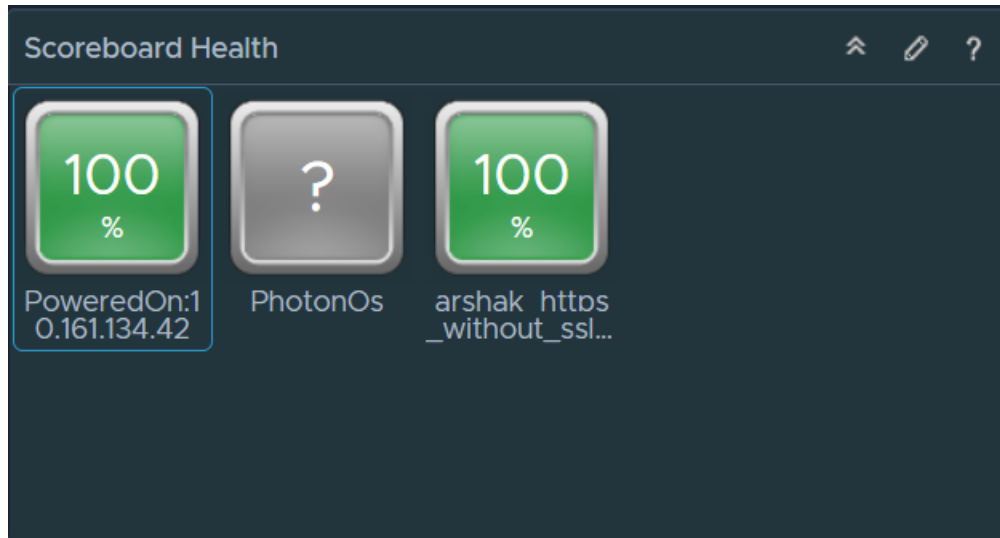 Scoreboard Health
?
100
%
?
100
%
PoweredOn:1
0.161.134.42
PhotonOs
arshak_https
_without_ssl...